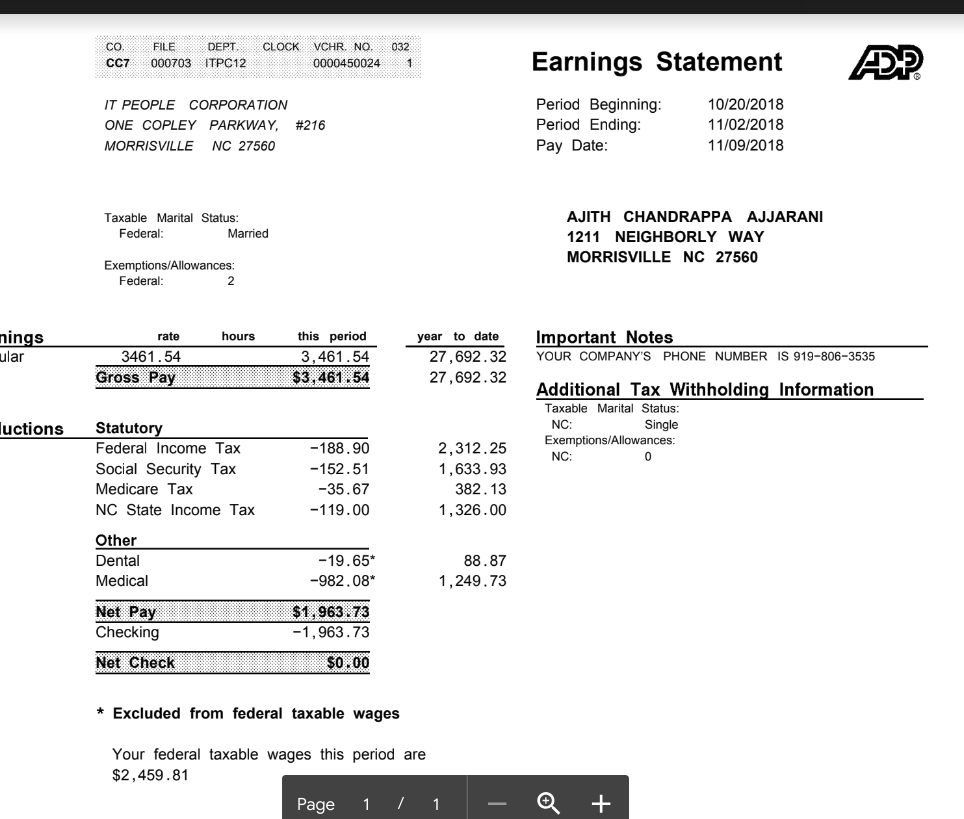 CO. FILE DEPT. CLOCK VCHR. NO. 032
CC7 000703 ITPC12 0000450024 1
Earnings Statement
ADP®
IT PEOPLE CORPORATION
ONE COPLEY PARKWAY, #216
MORRISVILLE NC 27560
Period Beginning: 10/20/2018
Period Ending: 11/02/2018
Pay Date: 11/09/2018
Taxable Marital Status:
Federal: Married
Exemptions/Allowances:
Federal: 2
AJITH CHANDRAPPA AJJARANI
1211 NEIGHBORLY WAY
MORRISVILLE NC 27560
nings rate hours this period year to date
ular 3461.54 3,461.54 27,692.32
Gross Pay $3,461.54 27,692.32
uctions Statutory
Federal Income Tax −188.90 2,312.25
Social Security Tax −152.51 1,633.93
Medicare Tax −35.67 382.13
NC State Income Tax −119.00 1,326.00
Other
Dental −19.65* 88.87
Medical −982.08* 1,249.73
Net Pay $1,963.73
Checking −1,963.73
Net Check $0.00
* Excluded from federal taxable wages
Your federal taxable wages this period are
$2,459.81
Important Notes
YOUR COMPANY'S PHONE NUMBER IS 919−806−3535
Additional Tax Withholding Information
Taxable Marital Status:
NC: Single
Exemptions/Allowances:
NC: 0
Page 1 / 1